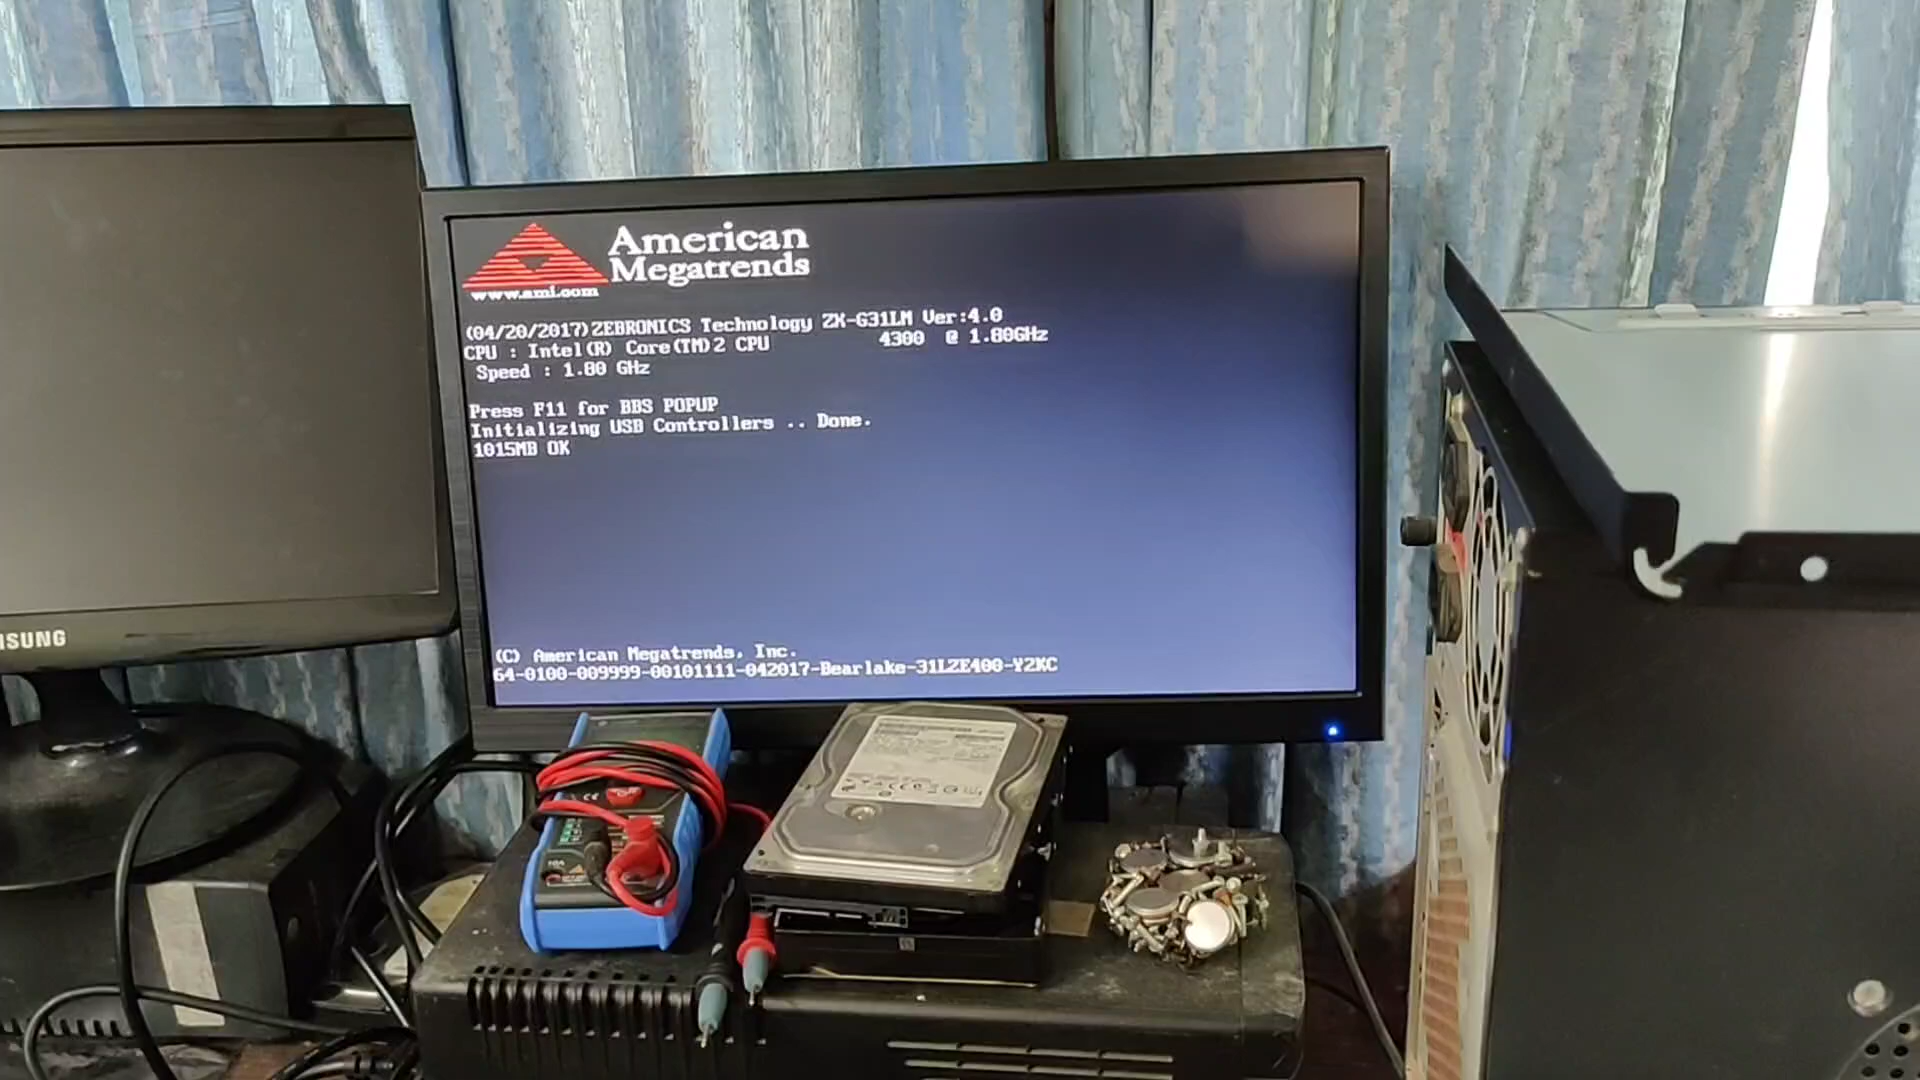 American
Megatrends
www.ami.com
(04/20/2017)ZEBRONICS Technology ZX-G31LM Ver:4.0
CPU : Intel(R) Core(TM)2 CPU 4300 @ 1.80GHz
Speed : 1.80 GHz
Press F11 for BBS POPUP
Initializing USB Controllers .. Done.
1015MB OK
(C) American Megatrends, Inc.
64-0100-009999-00101111-042017-Bearlake-31LZE400-Y2KC
SUNG